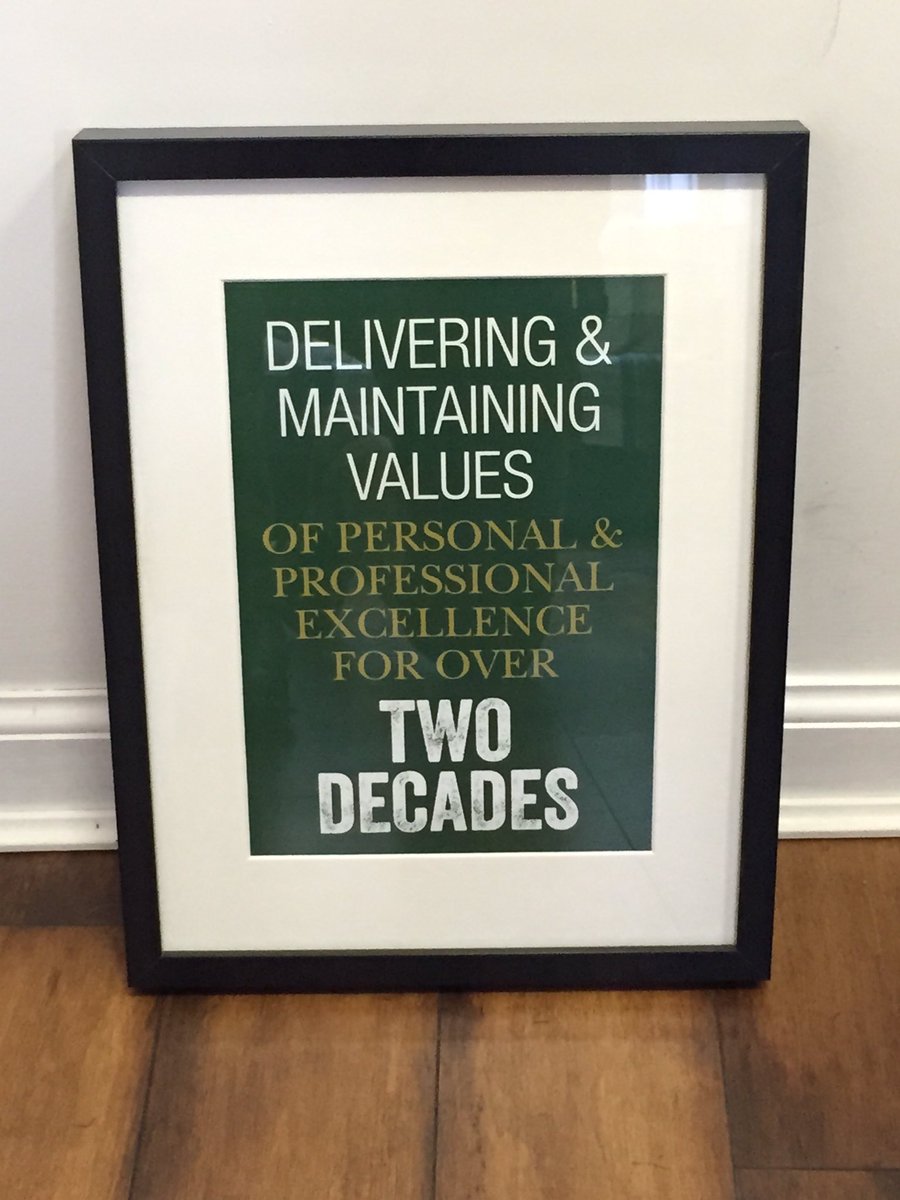 DELIVERING &
MAINTAINING
VALUES
OF PERSONAL &
PROFESSIONAL
EXCELLENCE
FOR OVER
TWO
DECADES